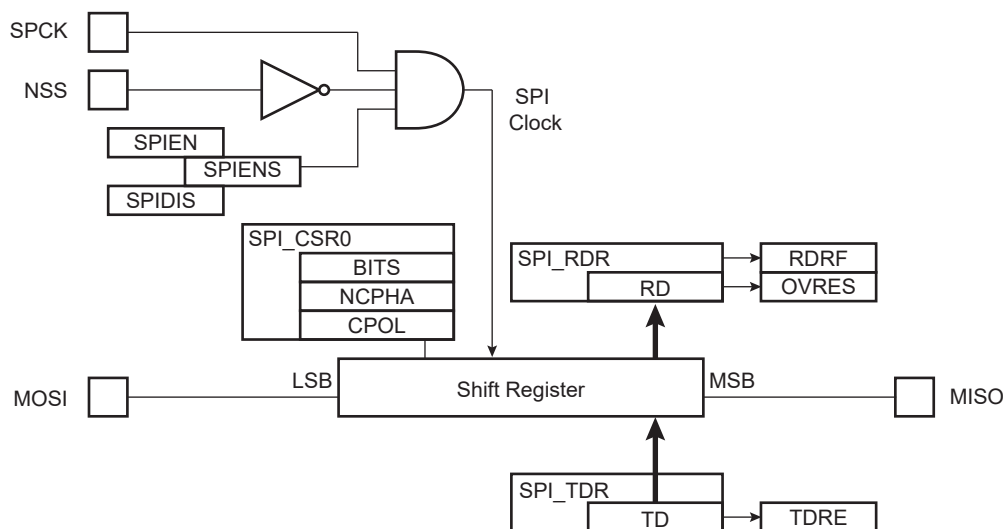 SPCK
NSS
SPI
Clock
SPIEN
SPIENS
SPIDIS
SPI_CSR0
BITS
NCPHA
CPOL
SPI_RDR
RD
RDRF
OVRES
MOSI
LSB
Shift Register
MSB
MISO
SPI_TDR
TD
TDRE